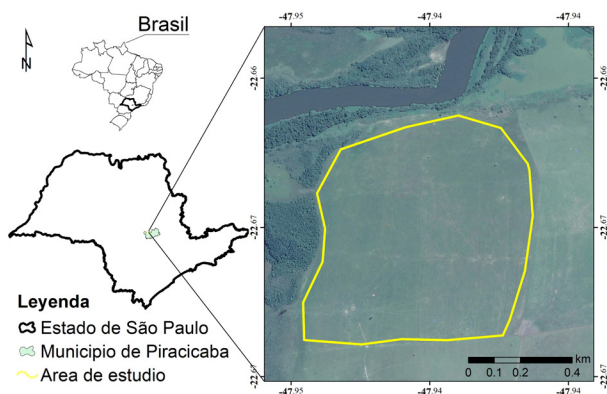 Brasil
N
-47.95
-47.94
-47.94
-22.66
-22.67
-22.67
-22.66
-22.67
-22.67
Leyenda
Estado de São Paulo
Municipio de Piracicaba
Area de estudio
km
0 0.1 0.2 0.4
-47.95
-47.94
-47.94